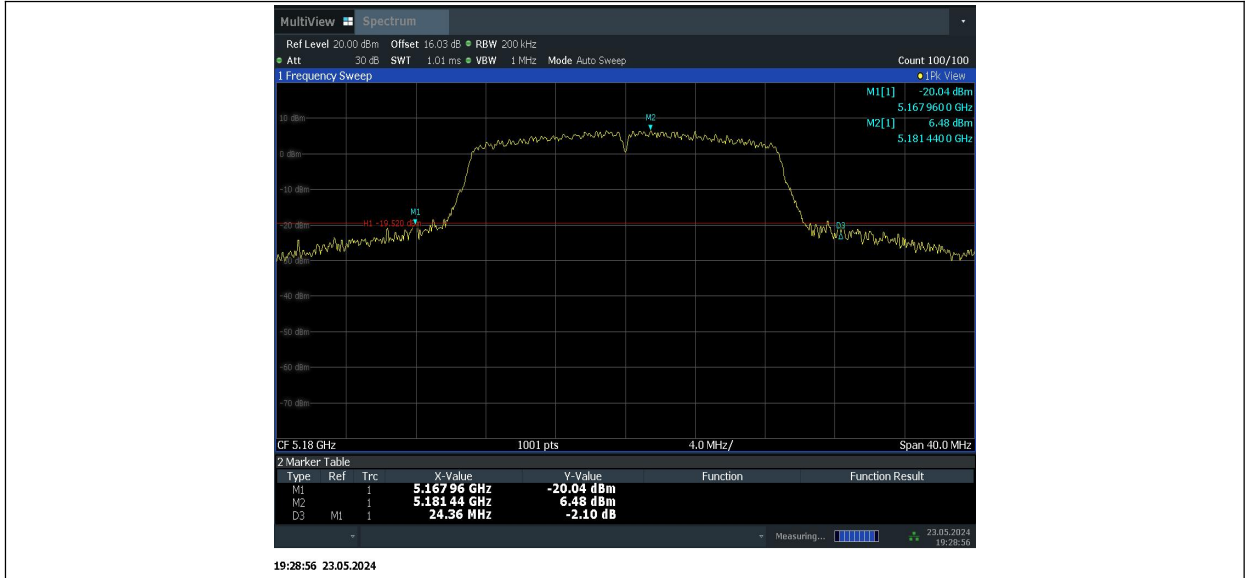 MultiView Spectrum
Ref Level 20.00 dBm Offset 16.03 dB RBW 200 kHz
Att 30 dB SWT 1.01 ms VBW 1 MHz Mode Auto Sweep Count 100/100
1 Frequency Sweep 1Pk View
M1[1] -20.04 dBm
5.167 960 0 GHz
M2[1] 6.48 dBm
5.181 440 0 GHz
M2
10 dBm
0 dBm
-10 dBm
M1
H1 -19.520 dBm
-20 dBm
D3
-30 dBm
-40 dBm
-50 dBm
-60 dBm
-70 dBm
CF 5.18 GHz 1001 pts 4.0 MHz/ Span 40.0 MHz
2 Marker Table
Type Ref Trc X-Value Y-Value Function Function Result
M1 1 5.167 96 GHz -20.04 dBm
M2 1 5.181 44 GHz 6.48 dBm
D3 M1 1 24.36 MHz -2.10 dB
Measuring... 23.05.2024
19:28:56
19:28:56 23.05.2024